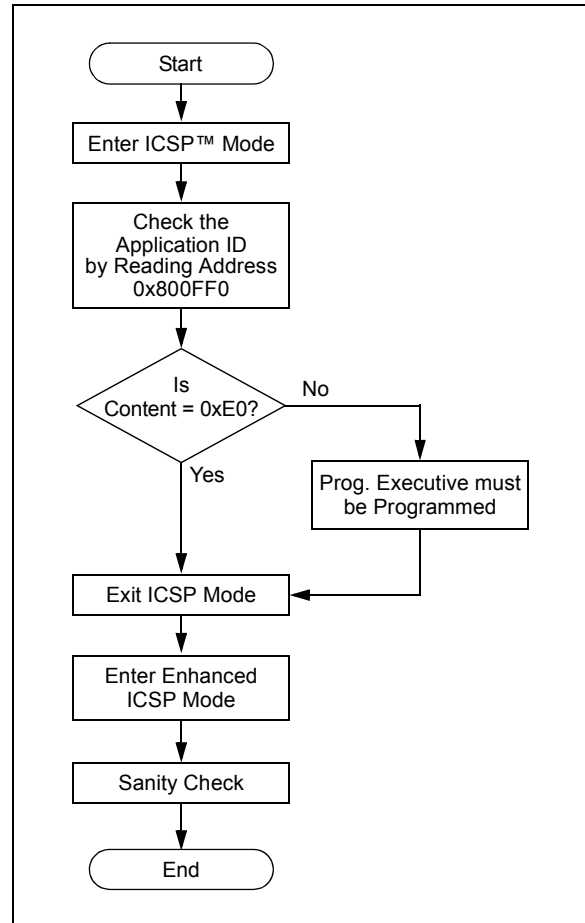 Start
Enter ICSP™ Mode
Check the
Application ID
by Reading Address
0x800FF0
Is
Content = 0xE0?
No
Yes
Prog. Executive must
be Programmed
Exit ICSP Mode
Enter Enhanced
ICSP Mode
Sanity Check
End